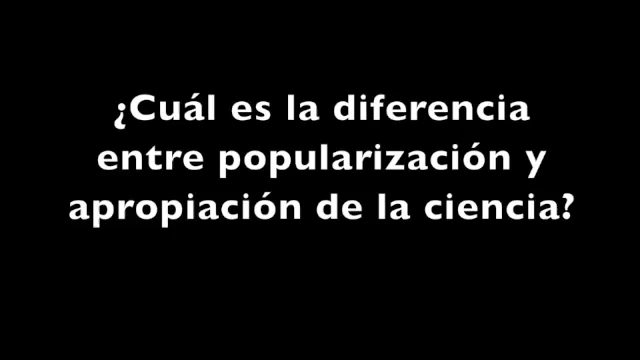 ¿Cuál es la diferencia
entre popularización y
apropiación de la ciencia?